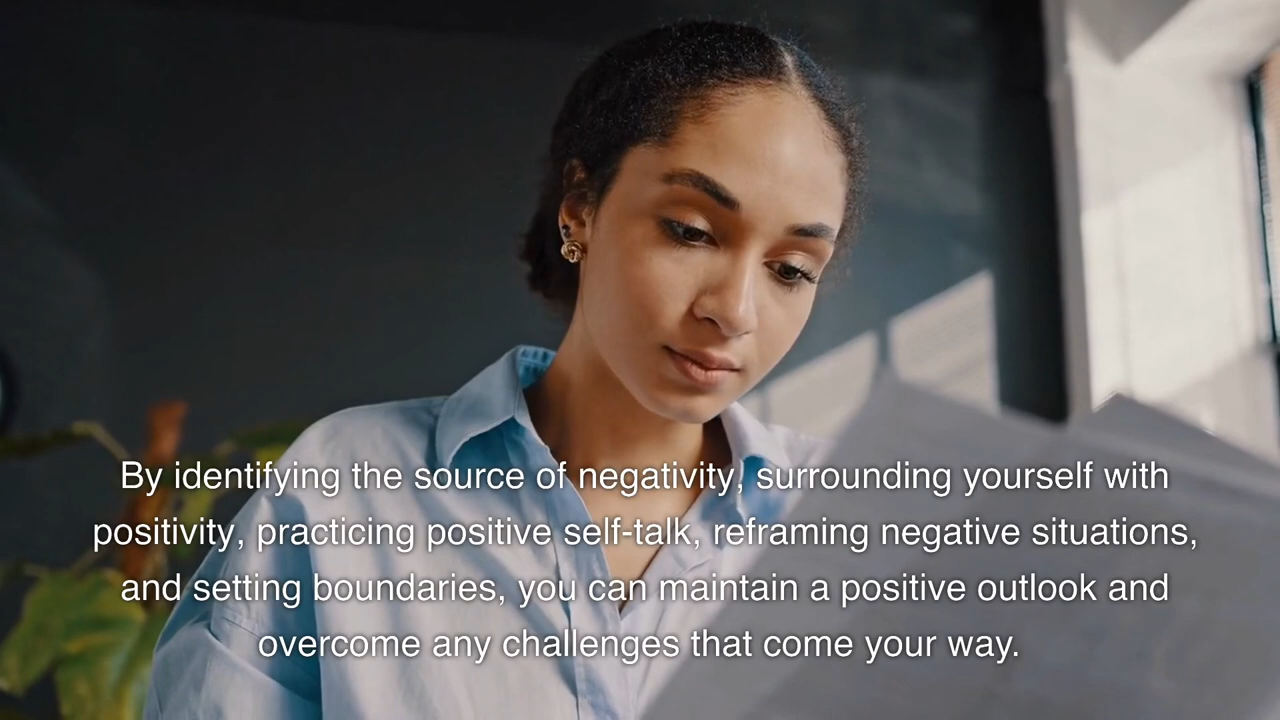 By identifying the source of negativity, surrounding yourself with
positivity, practicing positive self-talk, reframing negative situations,
and setting boundaries, you can maintain a positive outlook and
overcome any challenges that come your way.